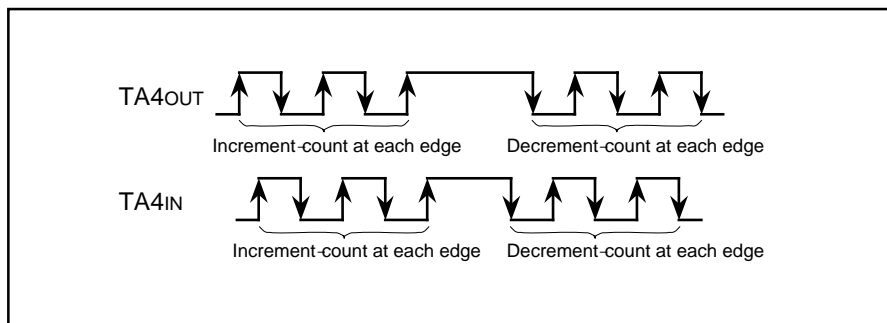 TA4OUT
Increment-count at each edge Decrement-count at each edge
TA4IN
Increment-count at each edge Decrement-count at each edge